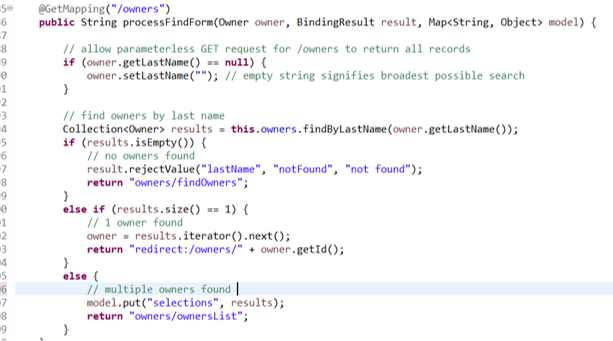 5 @GetMapping("/owners")
6 public String processFindForm(Owner owner, BindingResult result, Map<String, Object> model) {
7
8 // allow parameterless GET request for /owners to return all records
9 if (owner.getLastName() == null) {
0 owner.setLastName(""); // empty string signifies broadest possible search
1 }
2
3 // find owners by last name
4 Collection<Owner> results = this.owners.findByLastName(owner.getLastName());
5 if (results.isEmpty()) {
6 // no owners found
7 result.rejectValue("lastName", "notFound", "not found");
8 return "owners/findOwners";
9 }
0 else if (results.size() == 1) {
1 // 1 owner found
2 owner = results.iterator().next();
3 return "redirect:/owners/" + owner.getId();
4 }
5 else {
6 // multiple owners found
7 model.put("selections", results);
8 return "owners/ownersList";
9 }